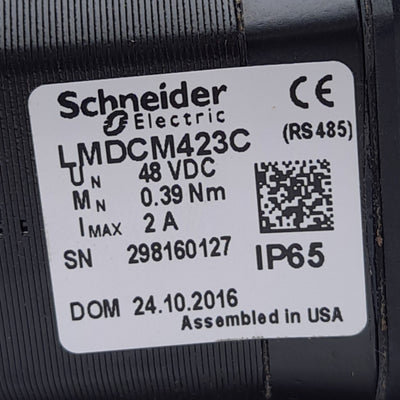 Schneider
Electric
CE
LMDCM423C
(RS485)
UN 48 VDC
MN 0.39 Nm
IMAX 2 A
SN 298160127
IP65
DOM 24.10.2016
Assembled in USA